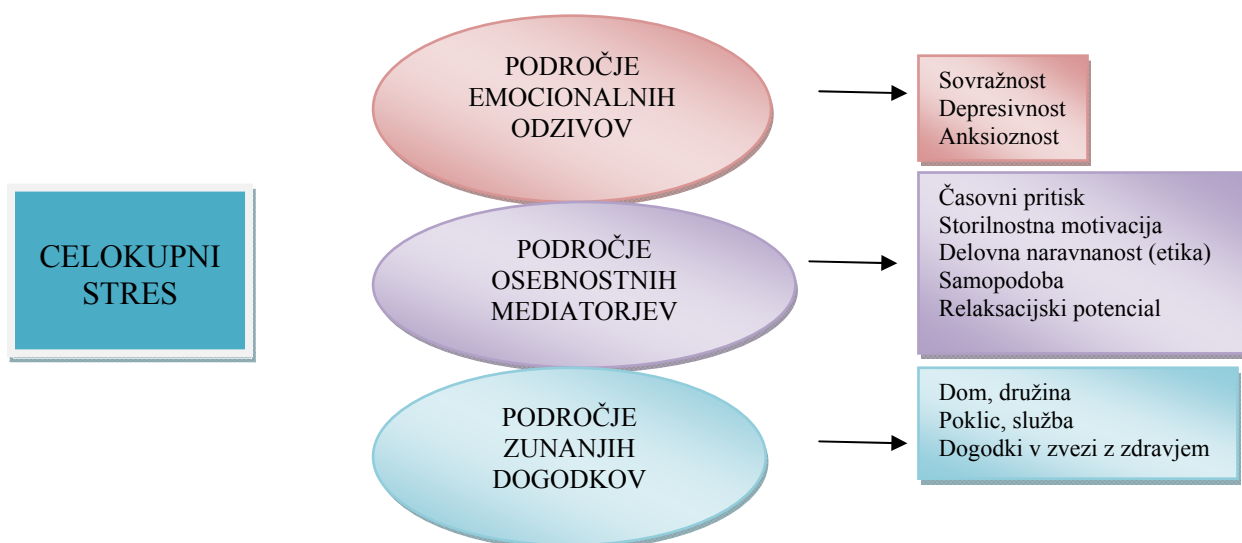 CELOKUPNI
STRES
PODROČJE
EMOCIONALNIH
ODZIVOV
Sovražnost
Depresivnost
Anksioznost
PODROČJE
OSEBNOSTNIH
MEDIATORJEV
Časovni pritisk
Storilnostna motivacija
Delovna naravnanost (etika)
Samopodoba
Relaksacijski potencial
PODROČJE
ZUNANJIH
DOGODKOV
Dom, družina
Poklic, služba
Dogodki v zvezi z zdravjem